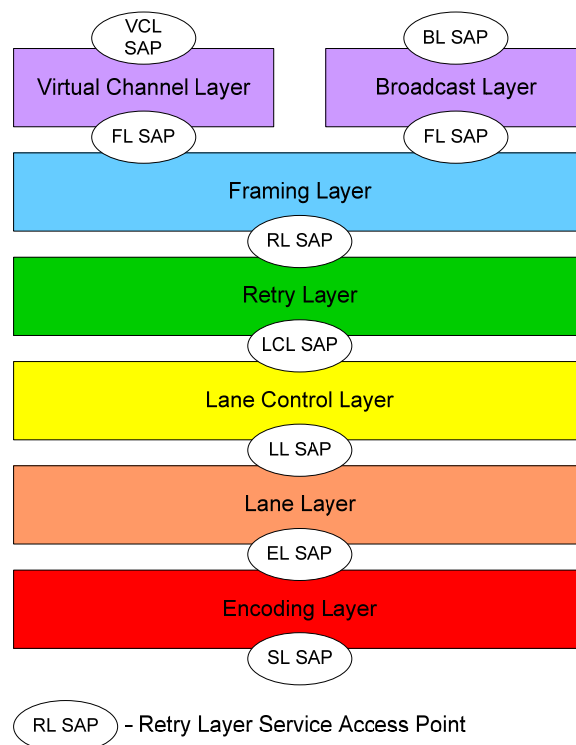 VCL
SAP
BL SAP
Virtual Channel Layer
Broadcast Layer
FL SAP
FL SAP
Framing Layer
RL SAP
Retry Layer
LCL SAP
Lane Control Layer
LL SAP
Lane Layer
EL SAP
Encoding Layer
SL SAP
RL SAP - Retry Layer Service Access Point